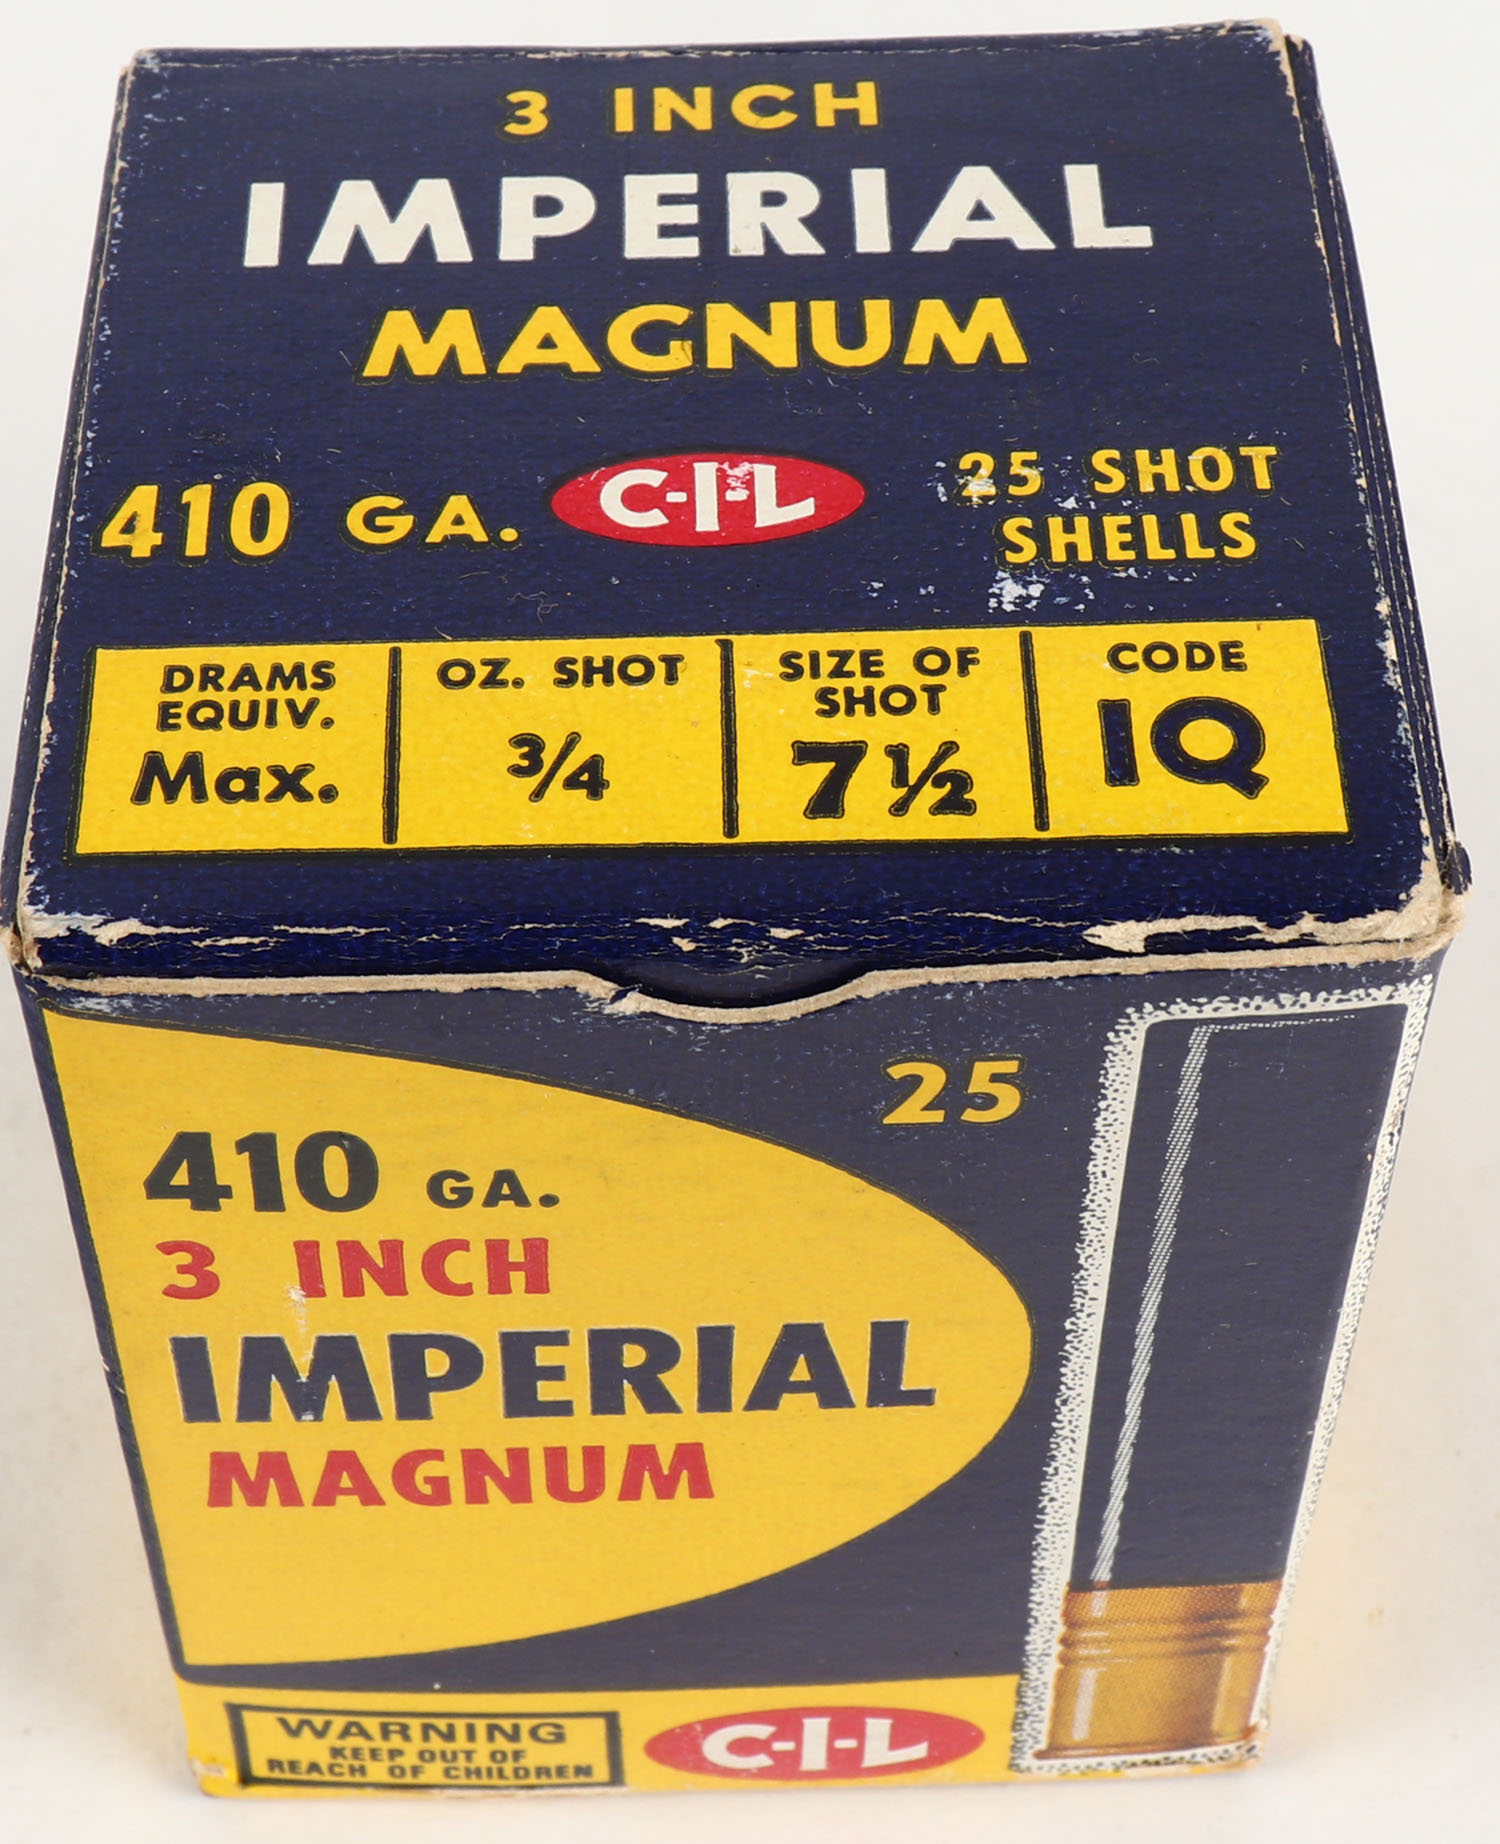 3 INCH
IMPERIAL
MAGNUM
410 GA.
C-I-L
25 SHOT
SHELLS
DRAMS
EQUIV.
Max.
OZ. SHOT
3/4
SIZE OF
SHOT
7 1/2
CODE
IQ
25
410 GA.
3 INCH
IMPERIAL
MAGNUM
WARNING
KEEP OUT OF
REACH OF CHILDREN
C-I-L